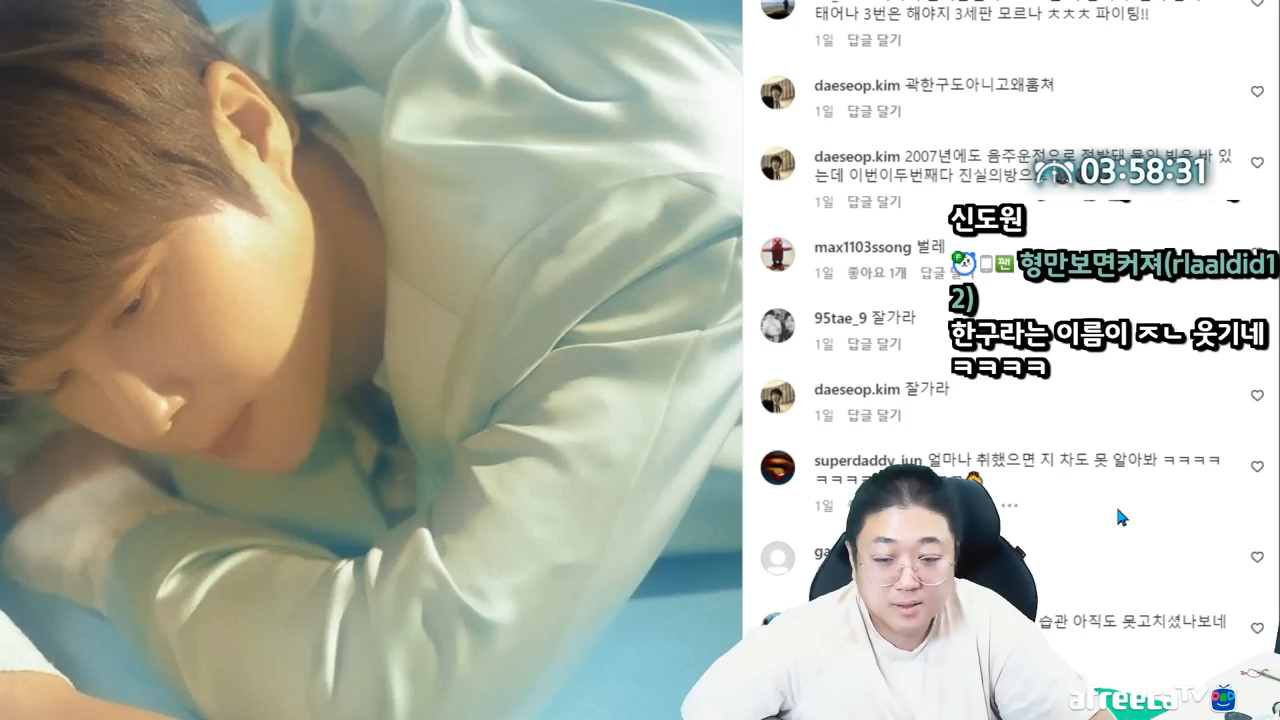 태어나 3번은 해야지 3세판 모르나 ㅊㅊㅊ 파이팅!!
1일 답글 달기
daeseop.kim 곽한구도아니고왜훔쳐
1일 답글 달기
daeseop.kim 2007년에도 음주운전으로 적발돼 물의 빚은 바 있
는데 이번이두번째다 진실의방으
1일 답글 달기
03:58:31
신도원
max1103ssong 벌레
1일 좋아요 1개 답글 달
형만보면커져(rlaaldid1
2)
한구라는 이름이 ㅈㄴ 웃기네
ㅋㅋㅋㅋ
95tae_9 잘가라
1일 답글 달기
daeseop.kim 잘가라
1일 답글 달기
superdaddy_jun 얼마나 취했으면 지 차도 못 알아봐 ㅋㅋㅋㅋ
ㅋㅋㅋㅋ
1일
ga
습관 아직도 못고치셨나보네
afreecaTV